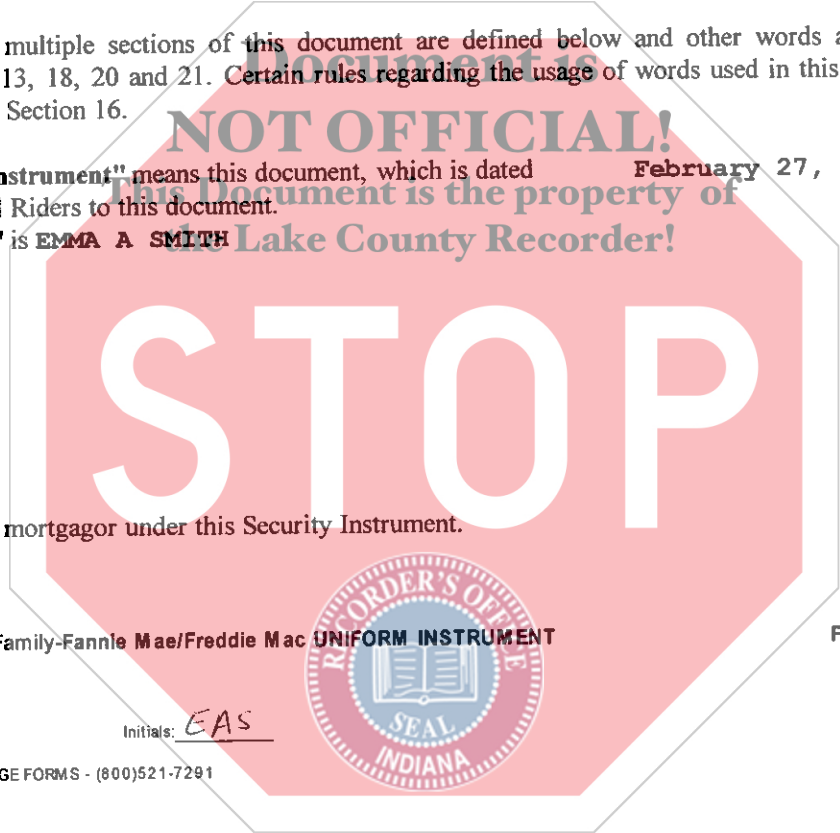 multiple sections of this document are defined below and other words
13, 18, 20 and 21. Certain rules regarding the usage of words used in this
Section 16.
Document is
NOT OFFICIAL!
nstrument" means this document, which is dated February 27,
This Document is the property of
Riders to this document.
is EMMA A SMITH
the Lake County Recorder!
STOP
mortgagor under this Security Instrument.
RECORDER'S OFFICE
Family-Fannie Mae/Freddie Mac UNIFORM INSTRUMENT
SEAL
Initials: EAS
INDIANA
GE FORMS - (800)521-7291